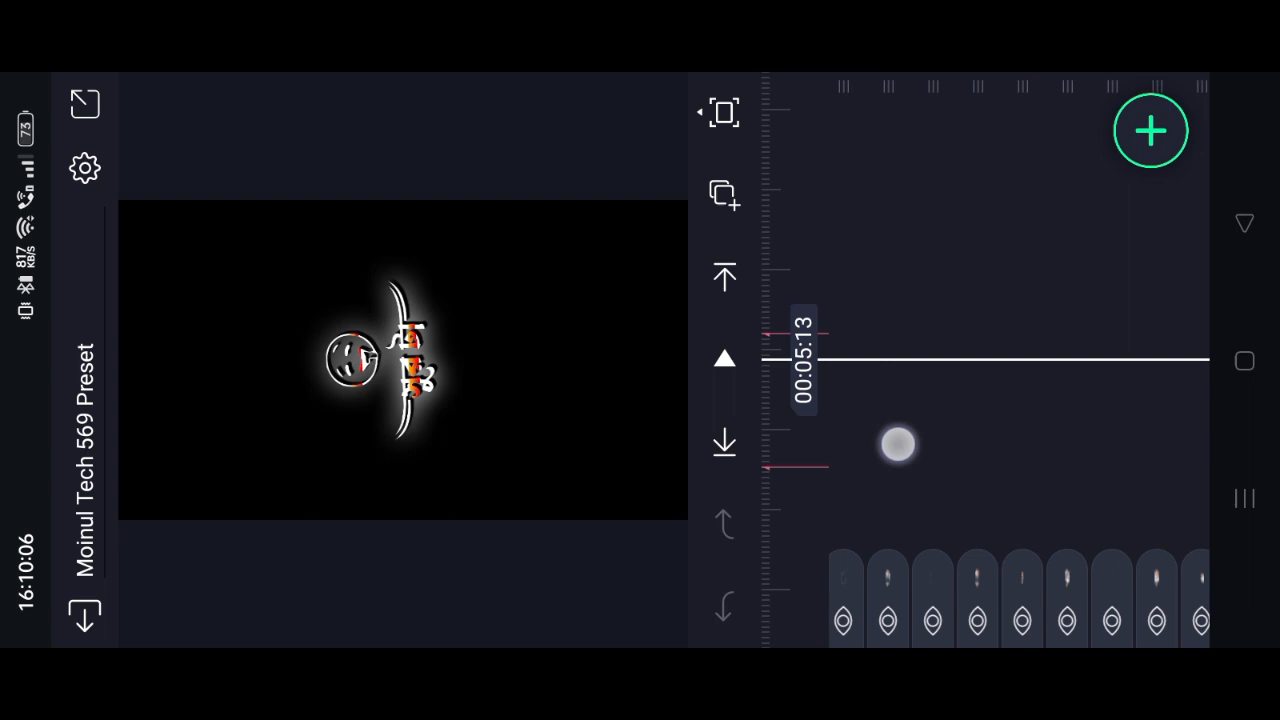 16:10:06
817
KB/S
73
Moinul Tech 569 Preset
00:05:13